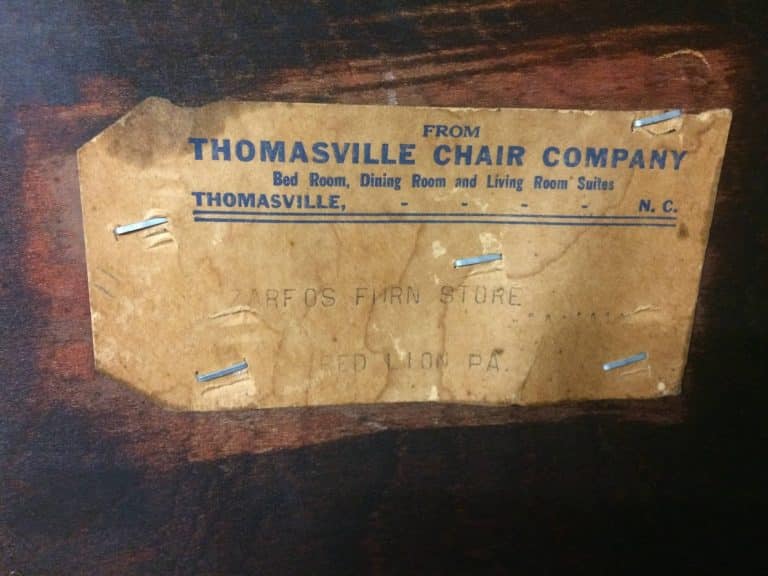 FROM
THOMASVILLE CHAIR COMPANY
Bed Room, Dining Room and Living Room Suites
THOMASVILLE, - - - - N. C.
ZARFOS FURN STORE
RED LION PA.